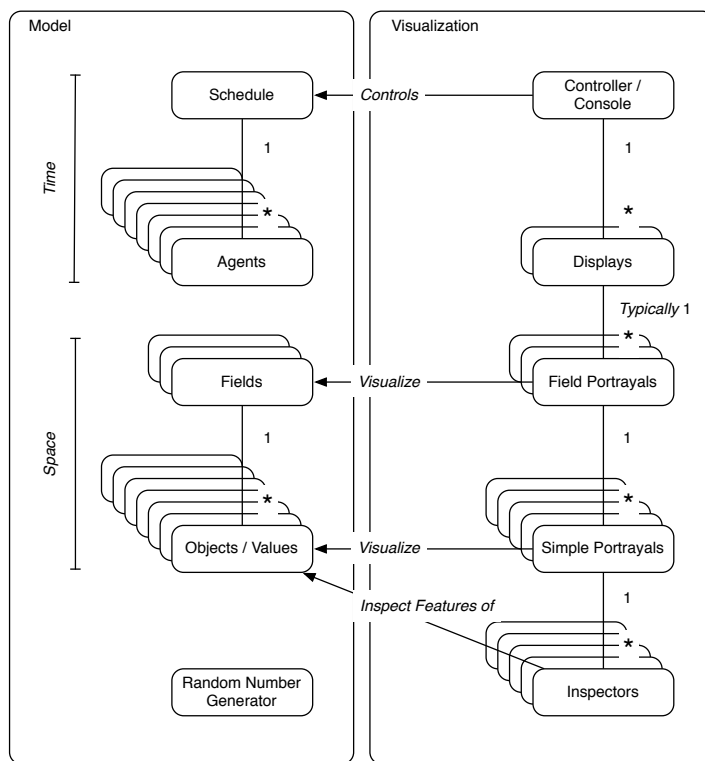 Model
Visualization
Schedule
Controls
Controller /
Console
1
1
Time
*
*
Agents
Displays
Typically 1
*
Fields
Visualize
Field Portrayals
1
1
Space
*
*
Objects / Values
Visualize
Simple Portrayals
1
Inspect Features of
*
Random Number
Generator
Inspectors